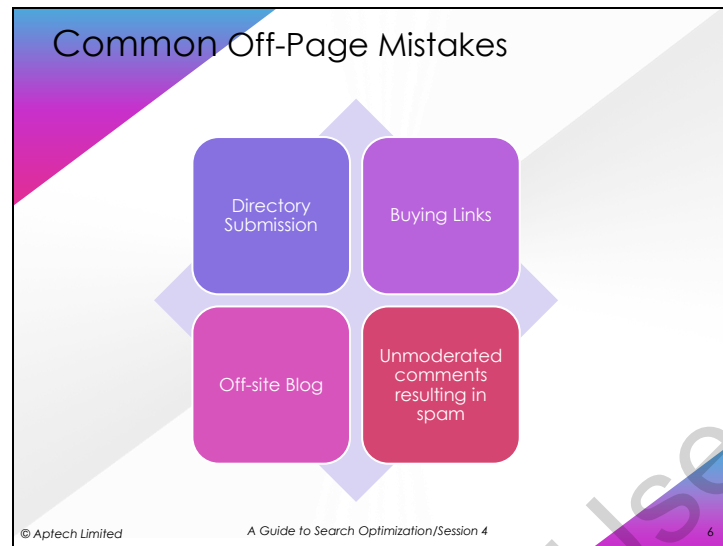 Common Off-Page Mistakes
Directory
Submission
Buying Links
Off-site Blog
Unmoderated
comments
resulting in
spam
© Aptech Limited
A Guide to Search Optimization/Session 4
6
Use